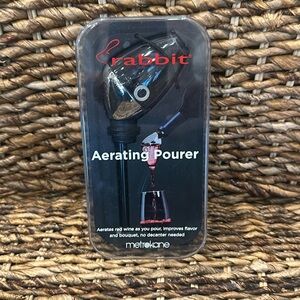 rabbit®
Aerating Pourer
Aerates red wine as you pour, improves flavor
and bouquet, no decanter needed
metrokane